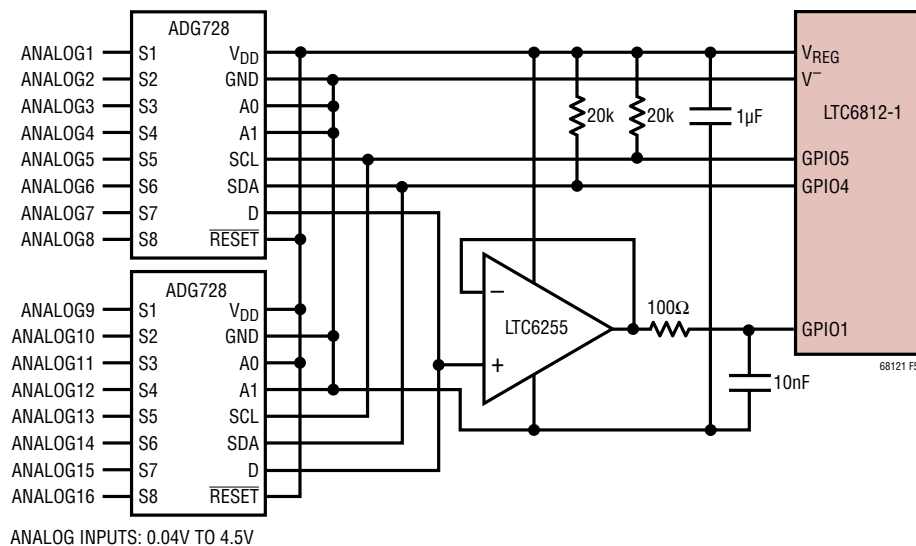 ADG728
ANALOG1 S1 VDD
ANALOG2 S2 GND
ANALOG3 S3 A0
ANALOG4 S4 A1
ANALOG5 S5 SCL
ANALOG6 S6 SDA
ANALOG7 S7 D
ANALOG8 S8 RESET
ADG728
ANALOG9 S1 VDD
ANALOG10 S2 GND
ANALOG11 S3 A0
ANALOG12 S4 A1
ANALOG13 S5 SCL
ANALOG14 S6 SDA
ANALOG15 S7 D
ANALOG16 S8 RESET
20k
20k
1µF
LTC6255
−
+
100Ω
10nF
VREG
V−
LTC6812-1
GPIO5
GPIO4
GPIO1
68121 F5
ANALOG INPUTS: 0.04V TO 4.5V